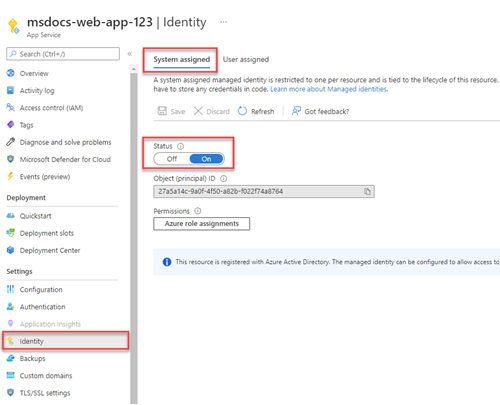 msdocs-web-app-123 | Identity ...
App Service
Search (Ctrl+/)
«
Overview
Activity log
Access control (IAM)
Tags
Diagnose and solve problems
Microsoft Defender for Cloud
Events (preview)
Deployment
Quickstart
Deployment slots
Deployment Center
Settings
Configuration
Authentication
Application Insights
Identity
Backups
Custom domains
TLS/SSL settings
System assigned User assigned
A system assigned managed identity is restricted to one per resource and is tied to the lifecycle of this resource.
have to store any credentials in code. Learn more about Managed identities.
Save Discard Refresh Got feedback?
Status
Off On
Object (principal) ID
27a5a14c-9a0f-4f50-a82b-f022f74a8764
Permissions
Azure role assignments
This resource is registered with Azure Active Directory. The managed identity can be configured to allow access to